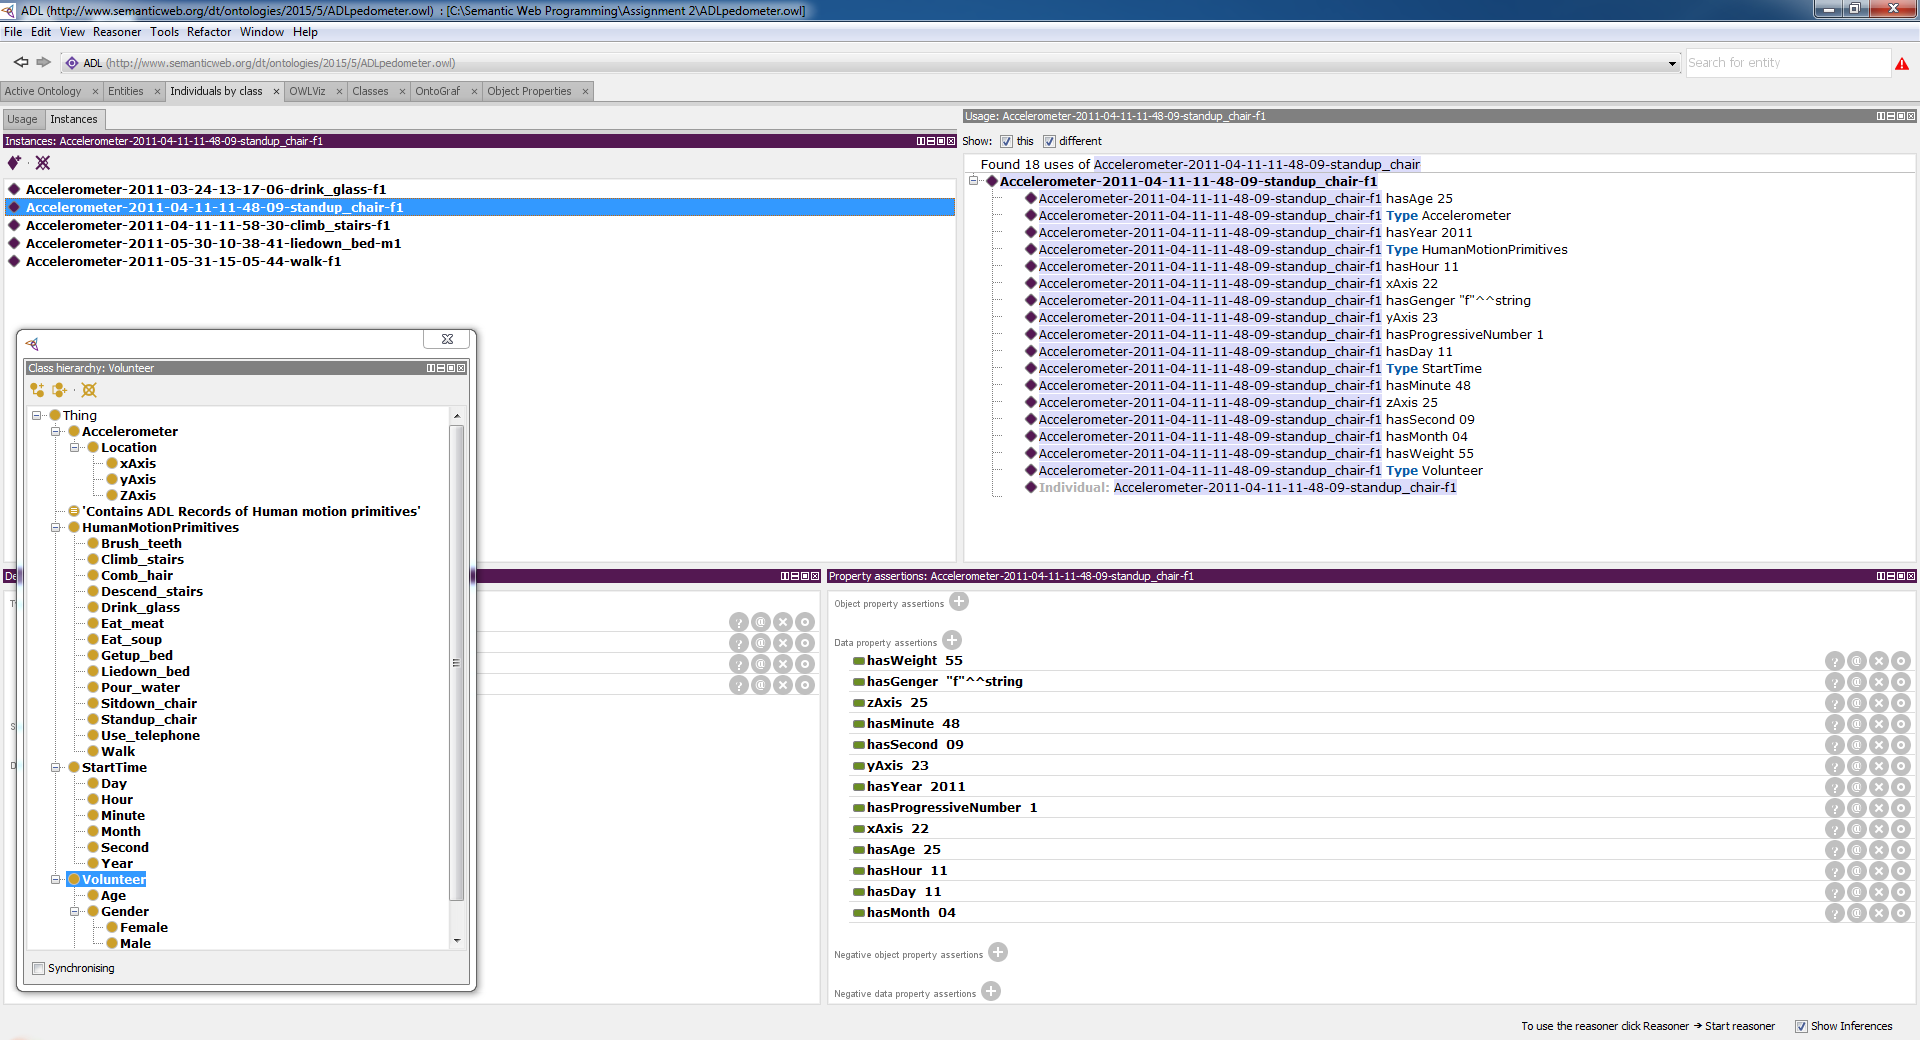 ADL (http://www.semanticweb.org/dt/ontologies/2015/5/ADLpedometer.owl) : [C:\Semantic Web Programming\Assignment 2\ADLpedometer.owl]
File Edit View Reasoner Tools Refactor Window Help
ADL (http://www.semanticweb.org/dt/ontologies/2015/5/ADLpedometer.owl)
Search for entity
Active Ontology × Entities × Individuals by class × OWLViz × Classes × OntoGraf × Object Properties ×
Usage Instances
Instances: Accelerometer-2011-04-11-11-48-09-standup_chair-f1
Accelerometer-2011-03-24-13-17-06-drink_glass-f1
Accelerometer-2011-04-11-11-48-09-standup_chair-f1
Accelerometer-2011-04-11-11-58-30-climb_stairs-f1
Accelerometer-2011-05-30-10-38-41-liedown_bed-m1
Accelerometer-2011-05-31-15-05-44-walk-f1
Usage: Accelerometer-2011-04-11-11-48-09-standup_chair-f1
Show: this different
Found 18 uses of Accelerometer-2011-04-11-11-48-09-standup_chair
Accelerometer-2011-04-11-11-48-09-standup_chair-f1
Accelerometer-2011-04-11-11-48-09-standup_chair-f1 hasAge 25
Accelerometer-2011-04-11-11-48-09-standup_chair-f1 Type Accelerometer
Accelerometer-2011-04-11-11-48-09-standup_chair-f1 hasYear 2011
Accelerometer-2011-04-11-11-48-09-standup_chair-f1 Type HumanMotionPrimitives
Accelerometer-2011-04-11-11-48-09-standup_chair-f1 hasHour 11
Accelerometer-2011-04-11-11-48-09-standup_chair-f1 xAxis 22
Accelerometer-2011-04-11-11-48-09-standup_chair-f1 hasGenger "f"^^string
Accelerometer-2011-04-11-11-48-09-standup_chair-f1 yAxis 23
Accelerometer-2011-04-11-11-48-09-standup_chair-f1 hasProgressiveNumber 1
Accelerometer-2011-04-11-11-48-09-standup_chair-f1 hasDay 11
Accelerometer-2011-04-11-11-48-09-standup_chair-f1 Type StartTime
Accelerometer-2011-04-11-11-48-09-standup_chair-f1 hasMinute 48
Accelerometer-2011-04-11-11-48-09-standup_chair-f1 zAxis 25
Accelerometer-2011-04-11-11-48-09-standup_chair-f1 hasSecond 09
Accelerometer-2011-04-11-11-48-09-standup_chair-f1 hasMonth 04
Accelerometer-2011-04-11-11-48-09-standup_chair-f1 hasWeight 55
Accelerometer-2011-04-11-11-48-09-standup_chair-f1 Type Volunteer
Individual: Accelerometer-2011-04-11-11-48-09-standup_chair-f1
Class hierarchy: Volunteer
Thing
Accelerometer
Location
xAxis
yAxis
ZAxis
'Contains ADL Records of Human motion primitives'
HumanMotionPrimitives
Brush_teeth
Climb_stairs
Comb_hair
Descend_stairs
Drink_glass
Eat_meat
Eat_soup
Getup_bed
Liedown_bed
Pour_water
Sitdown_chair
Standup_chair
Use_telephone
Walk
StartTime
Day
Hour
Minute
Month
Second
Year
Volunteer
Age
Gender
Female
Male
Synchronising
Property assertions: Accelerometer-2011-04-11-11-48-09-standup_chair-f1
Object property assertions
Data property assertions
hasWeight 55
hasGenger "f"^^string
zAxis 25
hasMinute 48
hasSecond 09
yAxis 23
hasYear 2011
hasProgressiveNumber 1
xAxis 22
hasAge 25
hasHour 11
hasDay 11
hasMonth 04
Negative object property assertions
Negative data property assertions
To use the reasoner click Reasoner → Start reasoner Show Inferences